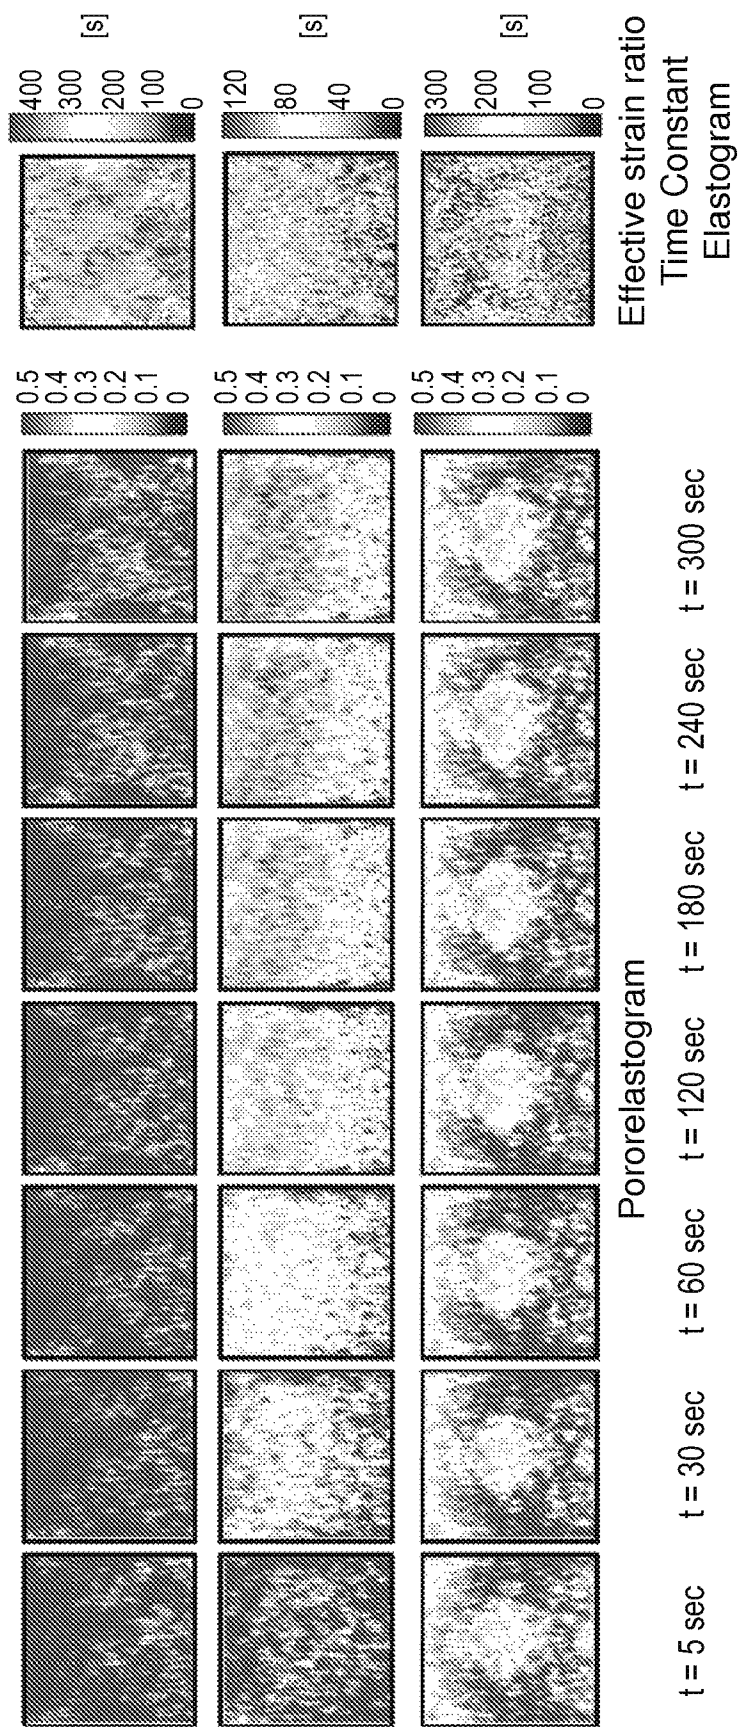 0.5
0.4
0.3
0.2
0.1
0
400
300
200
100
0
[s]
0.5
0.4
0.3
0.2
0.1
0
120
80
40
0
[s]
0.5
0.4
0.3
0.2
0.1
0
300
200
100
0
[s]
t = 5 sec
t = 30 sec
t = 60 sec
t = 120 sec
t = 180 sec
t = 240 sec
t = 300 sec
Pororelastogram
Effective strain ratio
Time Constant
Elastogram